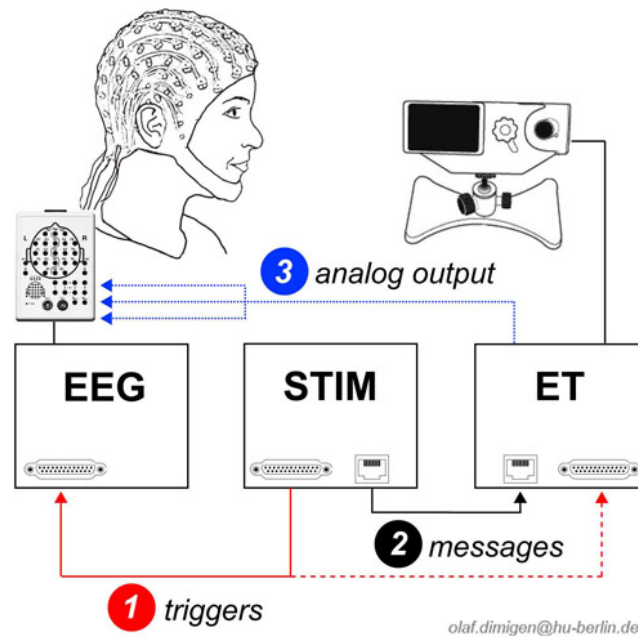 L R
3 analog output
EEG STIM ET
2 messages
1 triggers
olaf.dimigen@hu-berlin.de